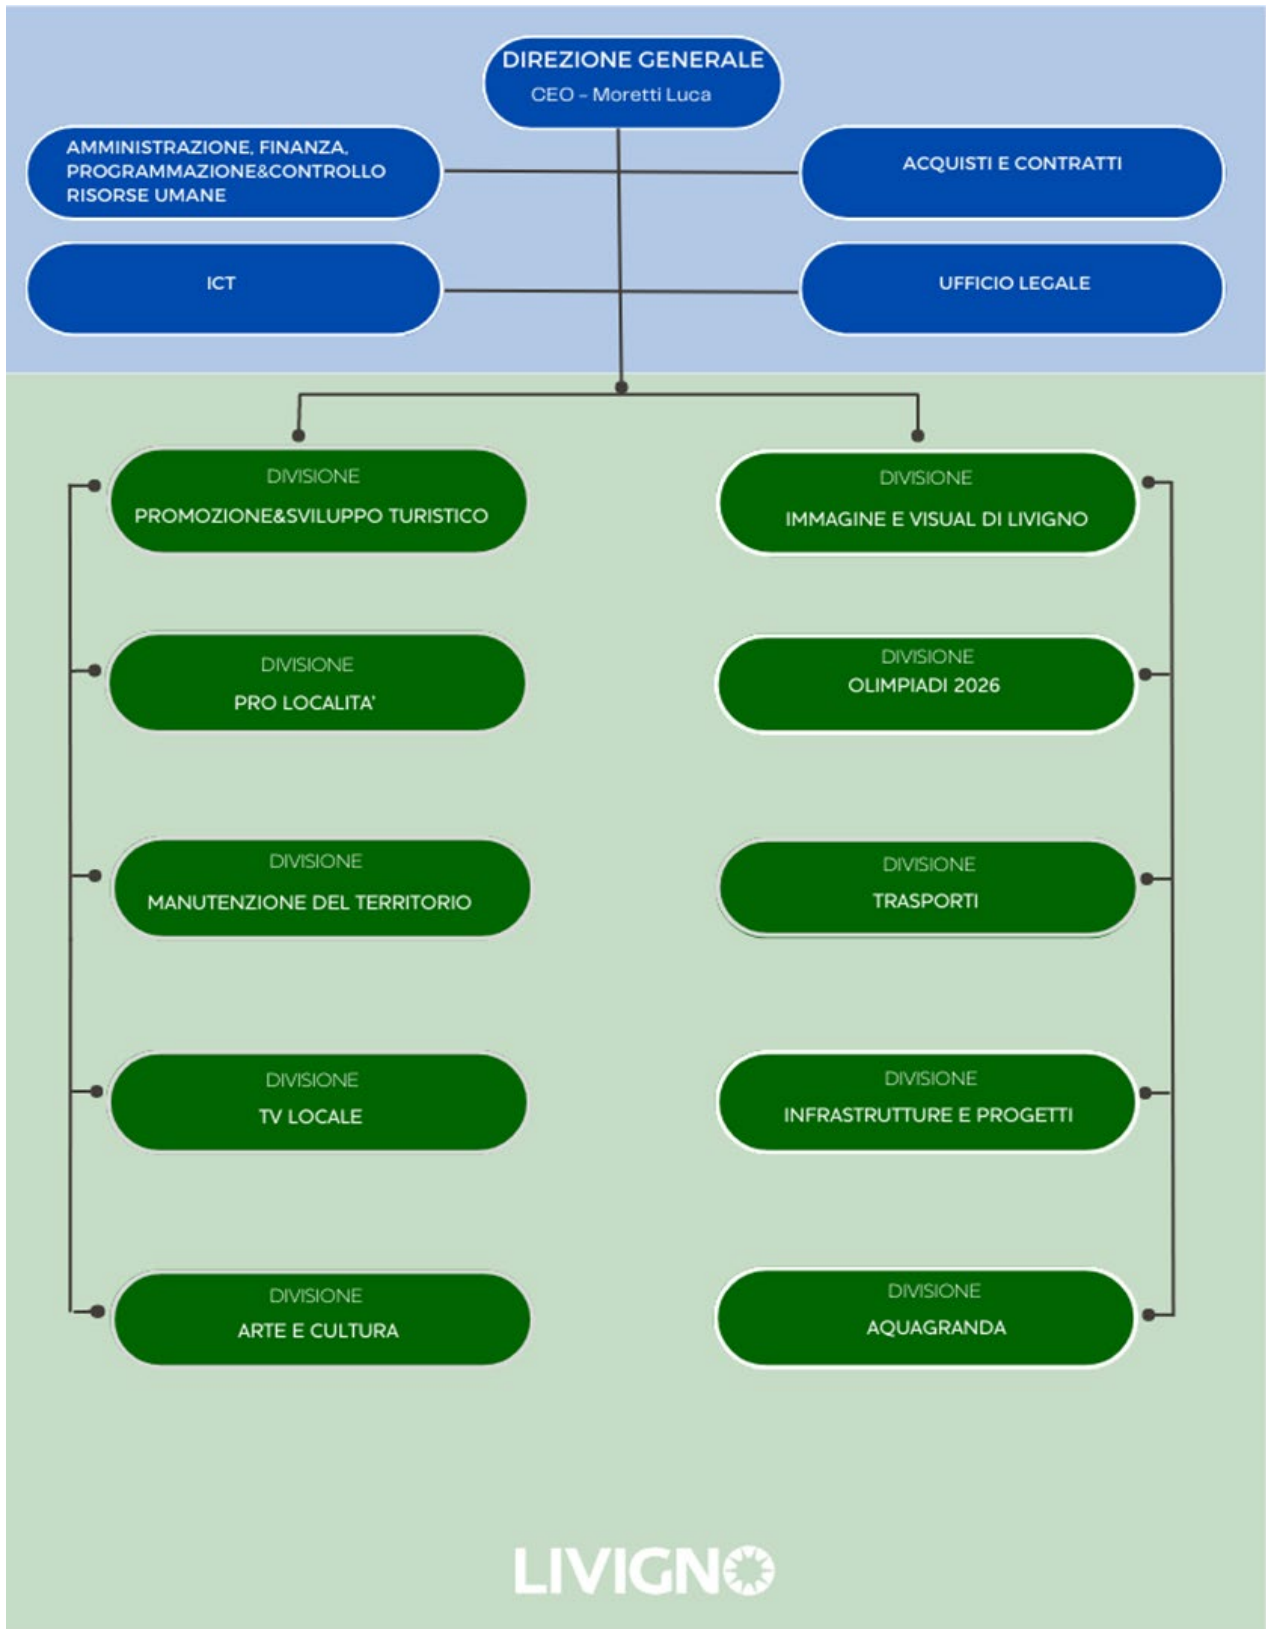 DIREZIONE GENERALE
CEO - Moretti Luca
AMMINISTRAZIONE, FINANZA,
PROGRAMMAZIONE&CONTROLLO
RISORSE UMANE
ACQUISTI E CONTRATTI
ICT
UFFICIO LEGALE
DIVISIONE
PROMOZIONE&SVILUPPO TURISTICO
DIVISIONE
IMMAGINE E VISUAL DI LIVIGNO
DIVISIONE
PRO LOCALITA'
DIVISIONE
OLIMPIADI 2026
DIVISIONE
MANUTENZIONE DEL TERRITORIO
DIVISIONE
TRASPORTI
DIVISIONE
TV LOCALE
DIVISIONE
INFRASTRUTTURE E PROGETTI
DIVISIONE
ARTE E CULTURA
DIVISIONE
AQUAGRANDA
LIVIGNO